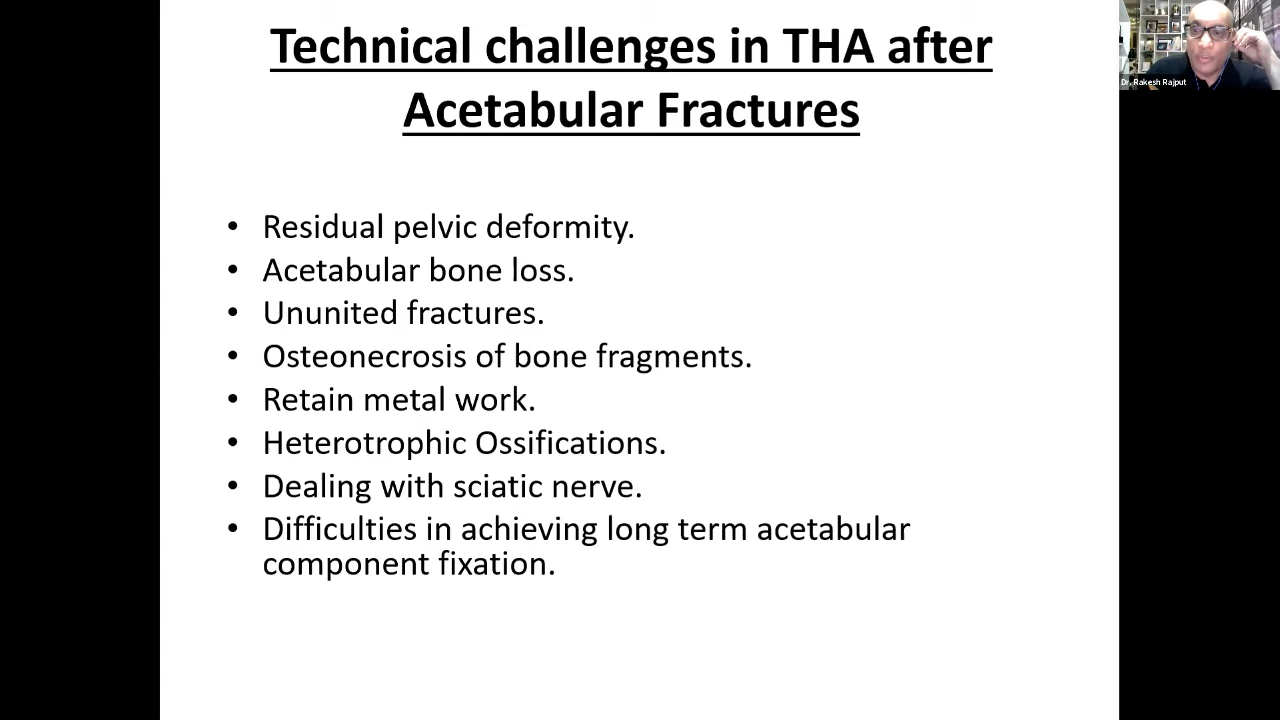 Technical challenges in THA after
Acetabular Fractures
• Residual pelvic deformity.
• Acetabular bone loss.
• Ununited fractures.
• Osteonecrosis of bone fragments.
• Retain metal work.
• Heterotrophic Ossifications.
• Dealing with sciatic nerve.
• Difficulties in achieving long term acetabular
component fixation.
Dr. Rakesh Rajput